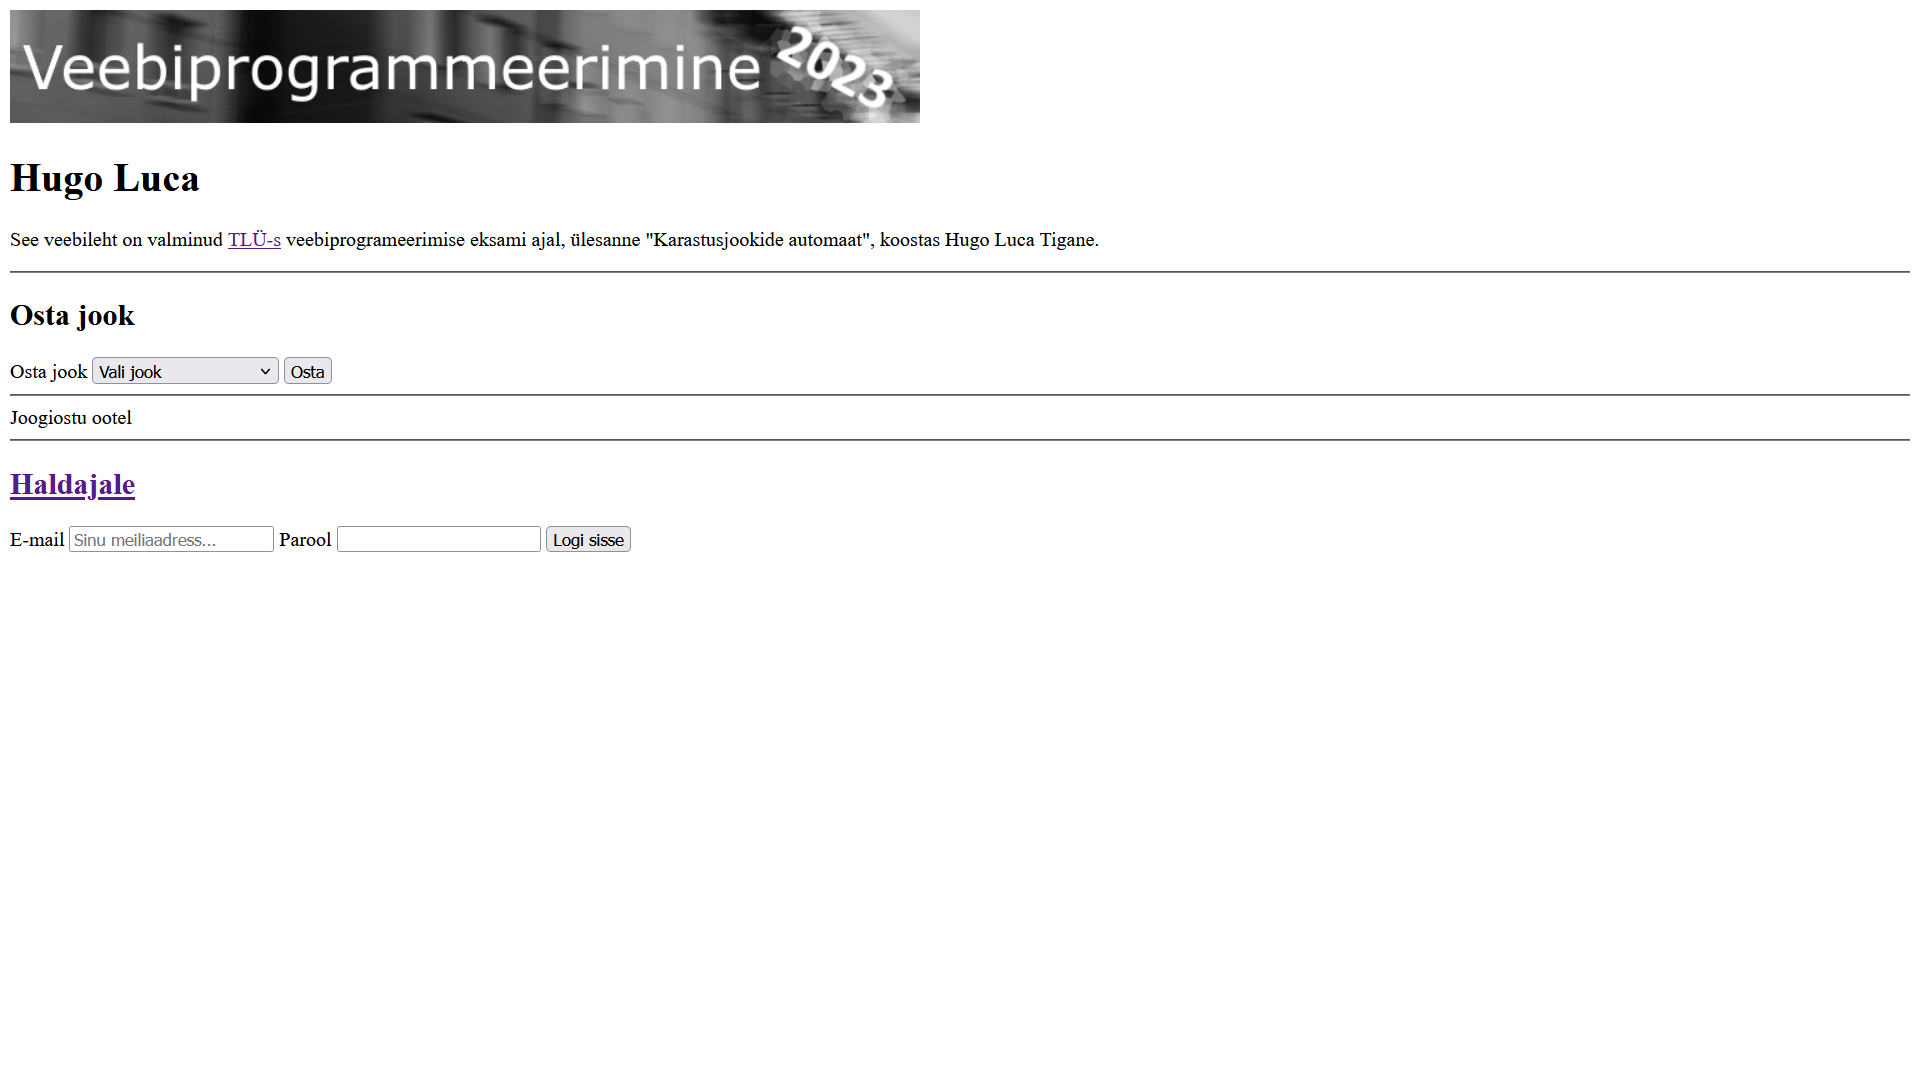 Veebiprogrammeerimine 2023
Hugo Luca
See veebileht on valminud TLÜ-s veebiprogrameerimise eksami ajal, ülesanne "Karastusjookide automaat", koostas Hugo Luca Tigane.
Osta jook
Osta jook Vali jook Osta
Joogiostu ootel
Haldajale
E-mail Sinu meiliaadress... Parool Logi sisse